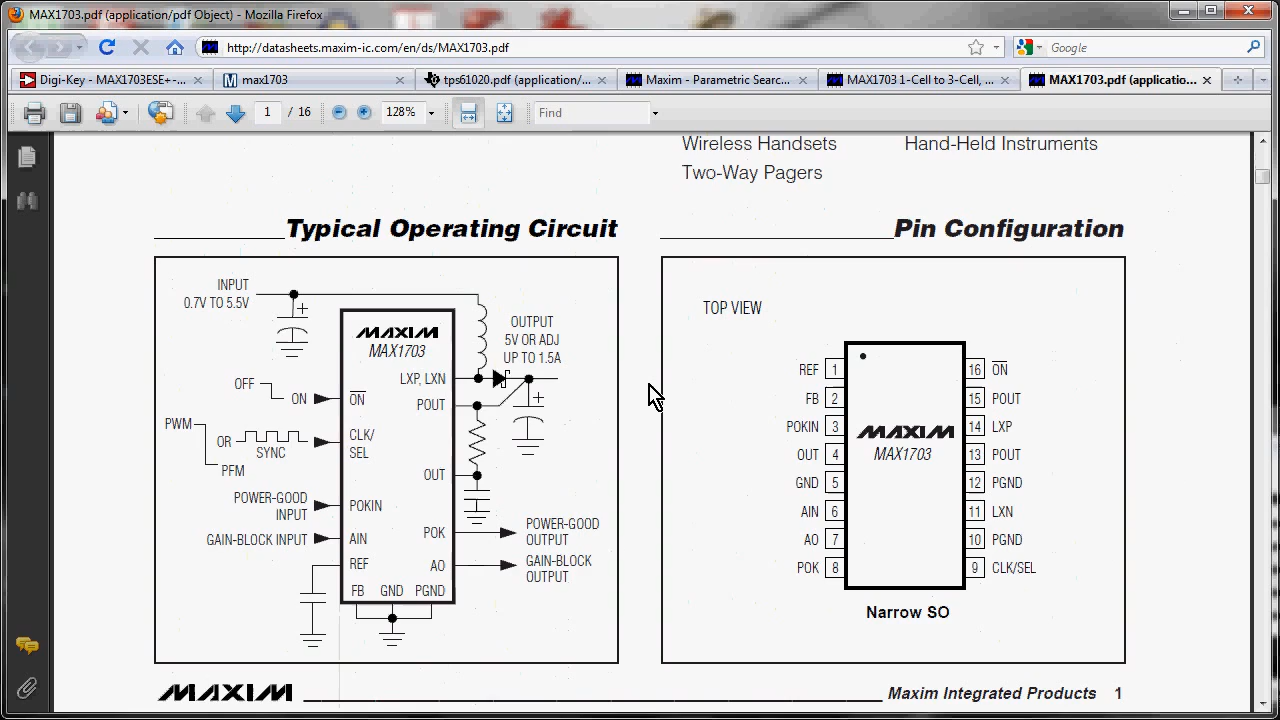 MAX1703.pdf (application/pdf Object) - Mozilla Firefox
http://datasheets.maxim-ic.com/en/ds/MAX1703.pdf
Google
Digi-Key - MAX1703ESE+-...
max1703
tps61020.pdf (application/...
Maxim - Parametric Searc...
MAX1703 1-Cell to 3-Cell, ...
MAX1703.pdf (applicatio...
1 / 16
128%
Find
Wireless Handsets
Hand-Held Instruments
Two-Way Pagers
Typical Operating Circuit
INPUT
0.7V TO 5.5V
+
MAXIM
MAX1703
OUTPUT
5V OR ADJ
UP TO 1.5A
LXP, LXN
OFF
ON
ON
POUT
+
PWM
OR
SYNC
PFM
CLK/
SEL
OUT
POWER-GOOD
INPUT
POKIN
GAIN-BLOCK INPUT
AIN
POK
POWER-GOOD
OUTPUT
REF
AO
GAIN-BLOCK
OUTPUT
FB GND PGND
Pin Configuration
TOP VIEW
MAXIM
MAX1703
REF 1
FB 2
POKIN 3
OUT 4
GND 5
AIN 6
AO 7
POK 8
16 ON
15 POUT
14 LXP
13 POUT
12 PGND
11 LXN
10 PGND
9 CLK/SEL
Narrow SO
MAXIM
Maxim Integrated Products 1